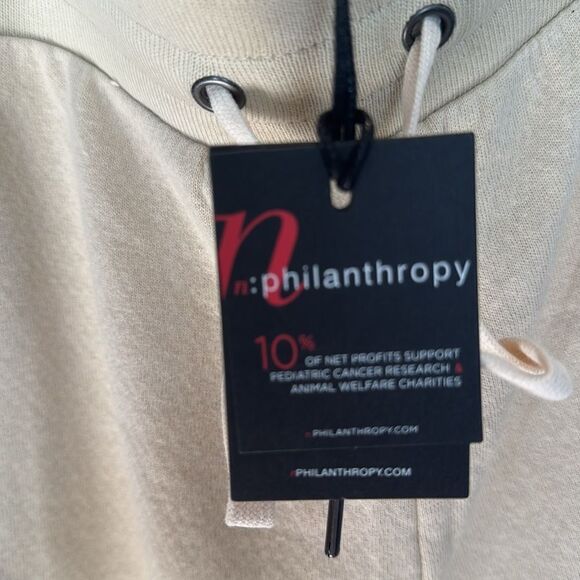 n
n:philanthropy
10%
OF NET PROFITS SUPPORT
PEDIATRIC CANCER RESEARCH &
ANIMAL WELFARE CHARITIES
nPHILANTHROPY.COM
nPHILANTHROPY.COM